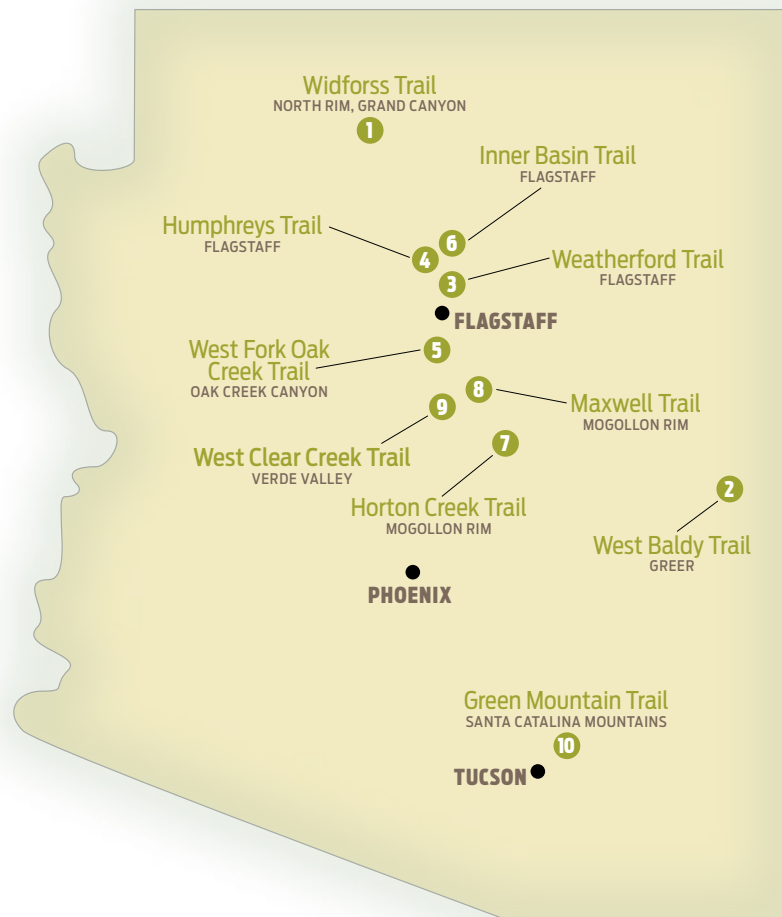 Widforss Trail
NORTH RIM, GRAND CANYON
1
Inner Basin Trail
FLAGSTAFF
6
Humphreys Trail
FLAGSTAFF
4
Weatherford Trail
FLAGSTAFF
3
FLAGSTAFF
West Fork Oak
Creek Trail
OAK CREEK CANYON
5
8
Maxwell Trail
MOGOLLON RIM
9
West Clear Creek Trail
VERDE VALLEY
7
Horton Creek Trail
MOGOLLON RIM
2
West Baldy Trail
GREER
PHOENIX
Green Mountain Trail
SANTA CATALINA MOUNTAINS
10
TUCSON